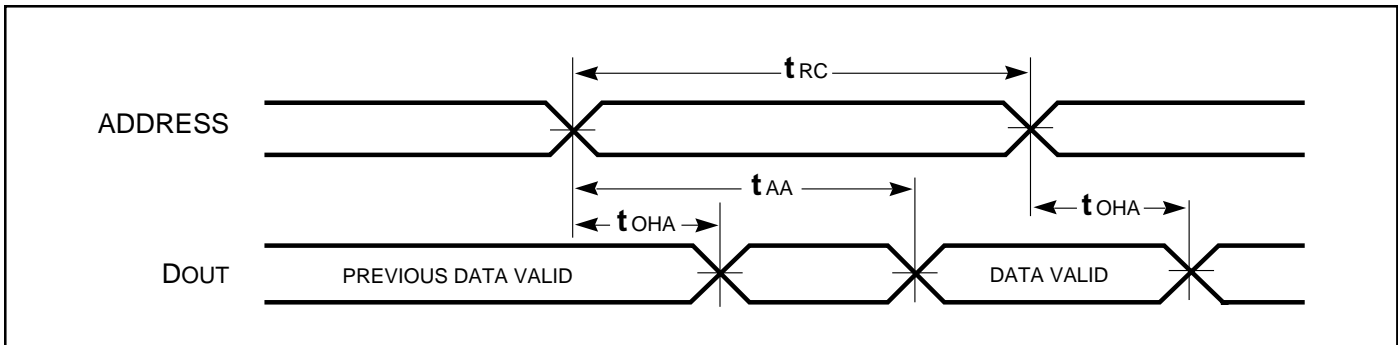 tRC
ADDRESS
tAA
tOHA
tOHA
DOUT
PREVIOUS DATA VALID
DATA VALID